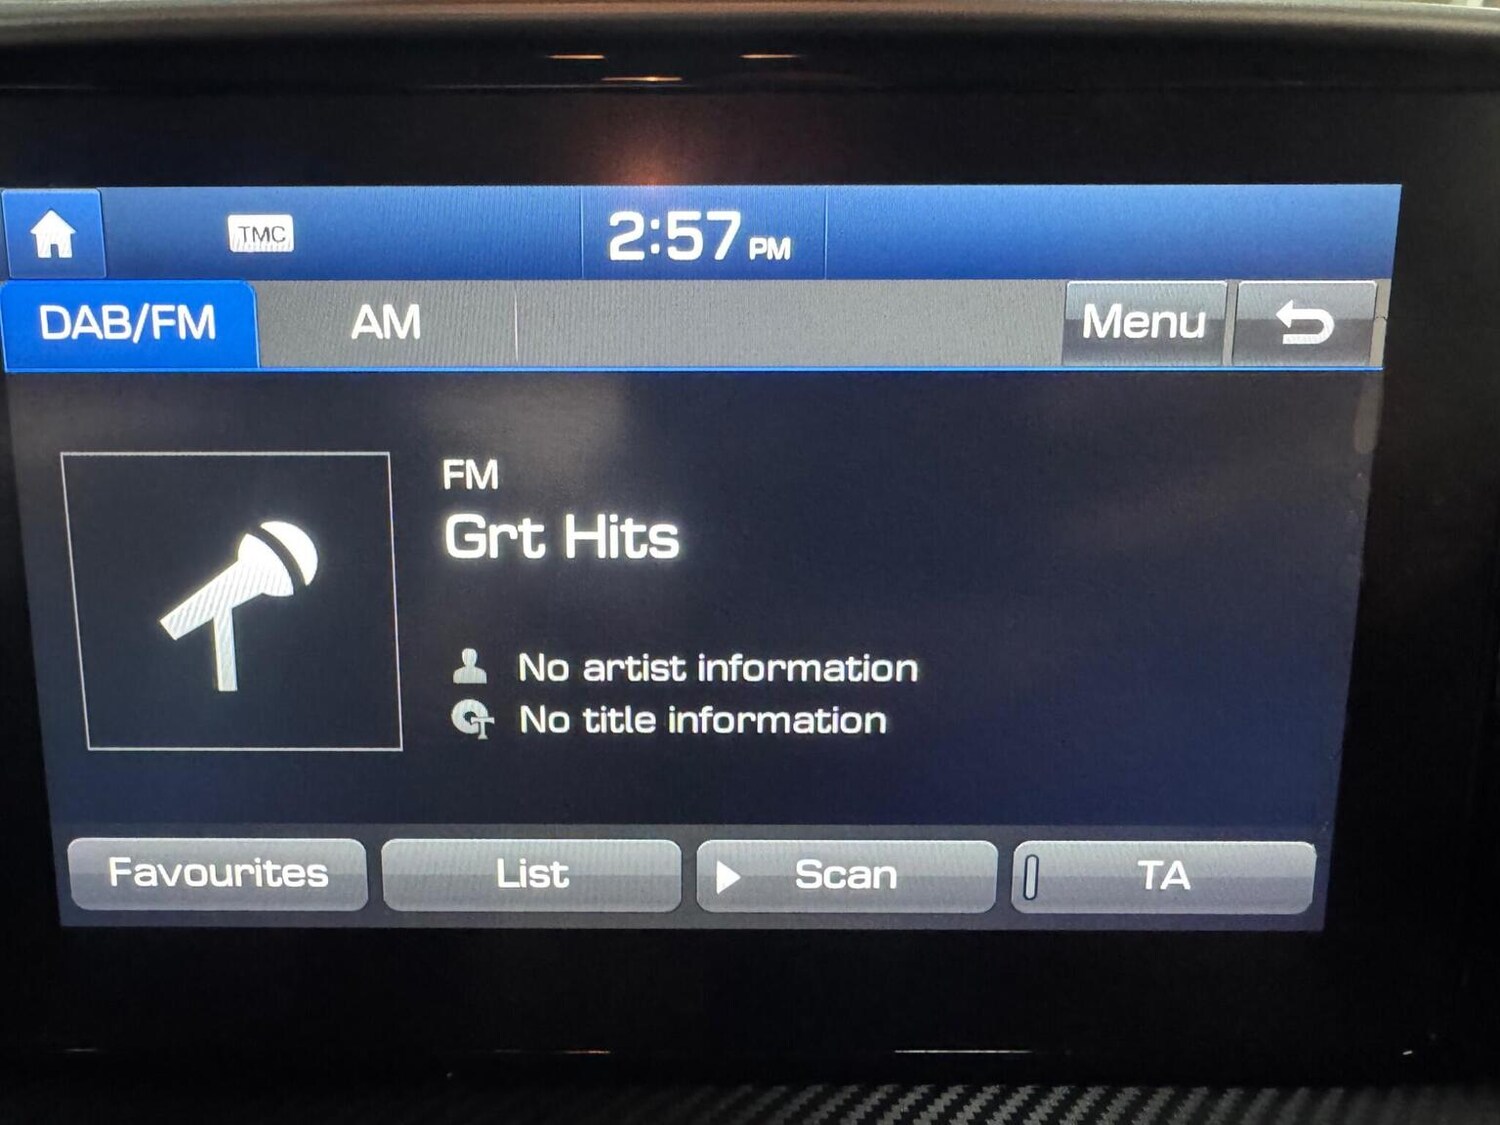 TMC
2:57 PM
DAB/FM
AM
Menu
FM
Grt Hits
No artist information
No title information
Favourites
List
Scan
TA